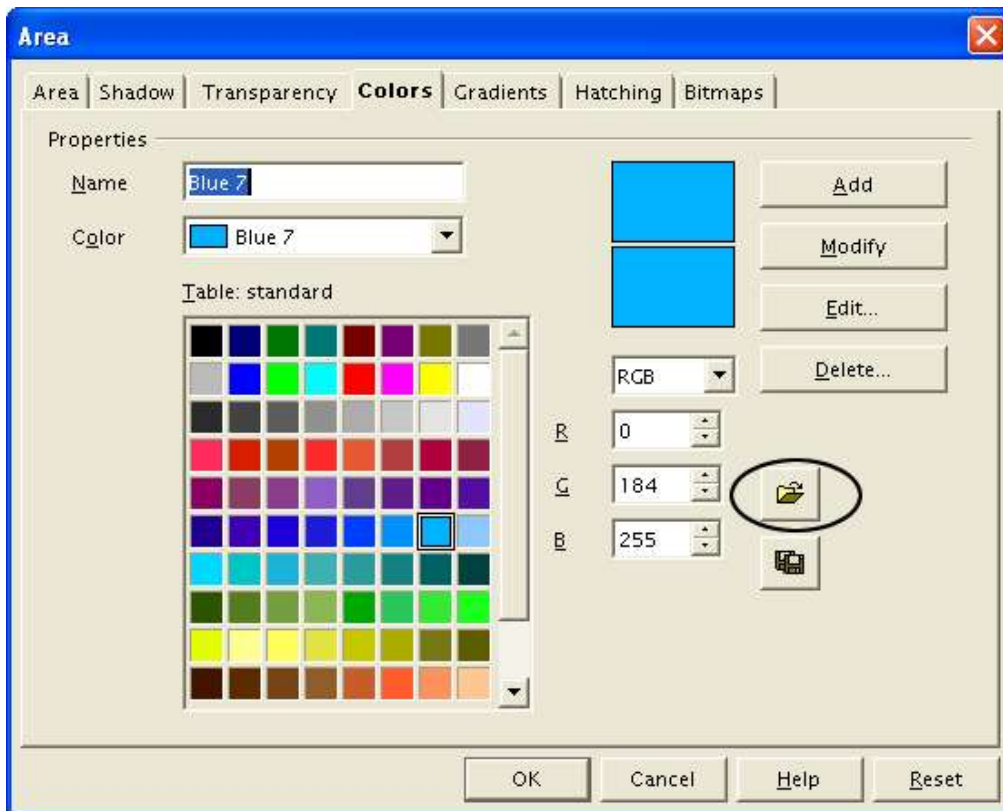 Area
Area Shadow Transparency Colors Gradients Hatching Bitmaps
Properties
Name Blue 7 Add
Color Blue 7 Modify
Table: standard Edit...
RGB Delete...
R 0
G 184
B 255
OK Cancel Help Reset